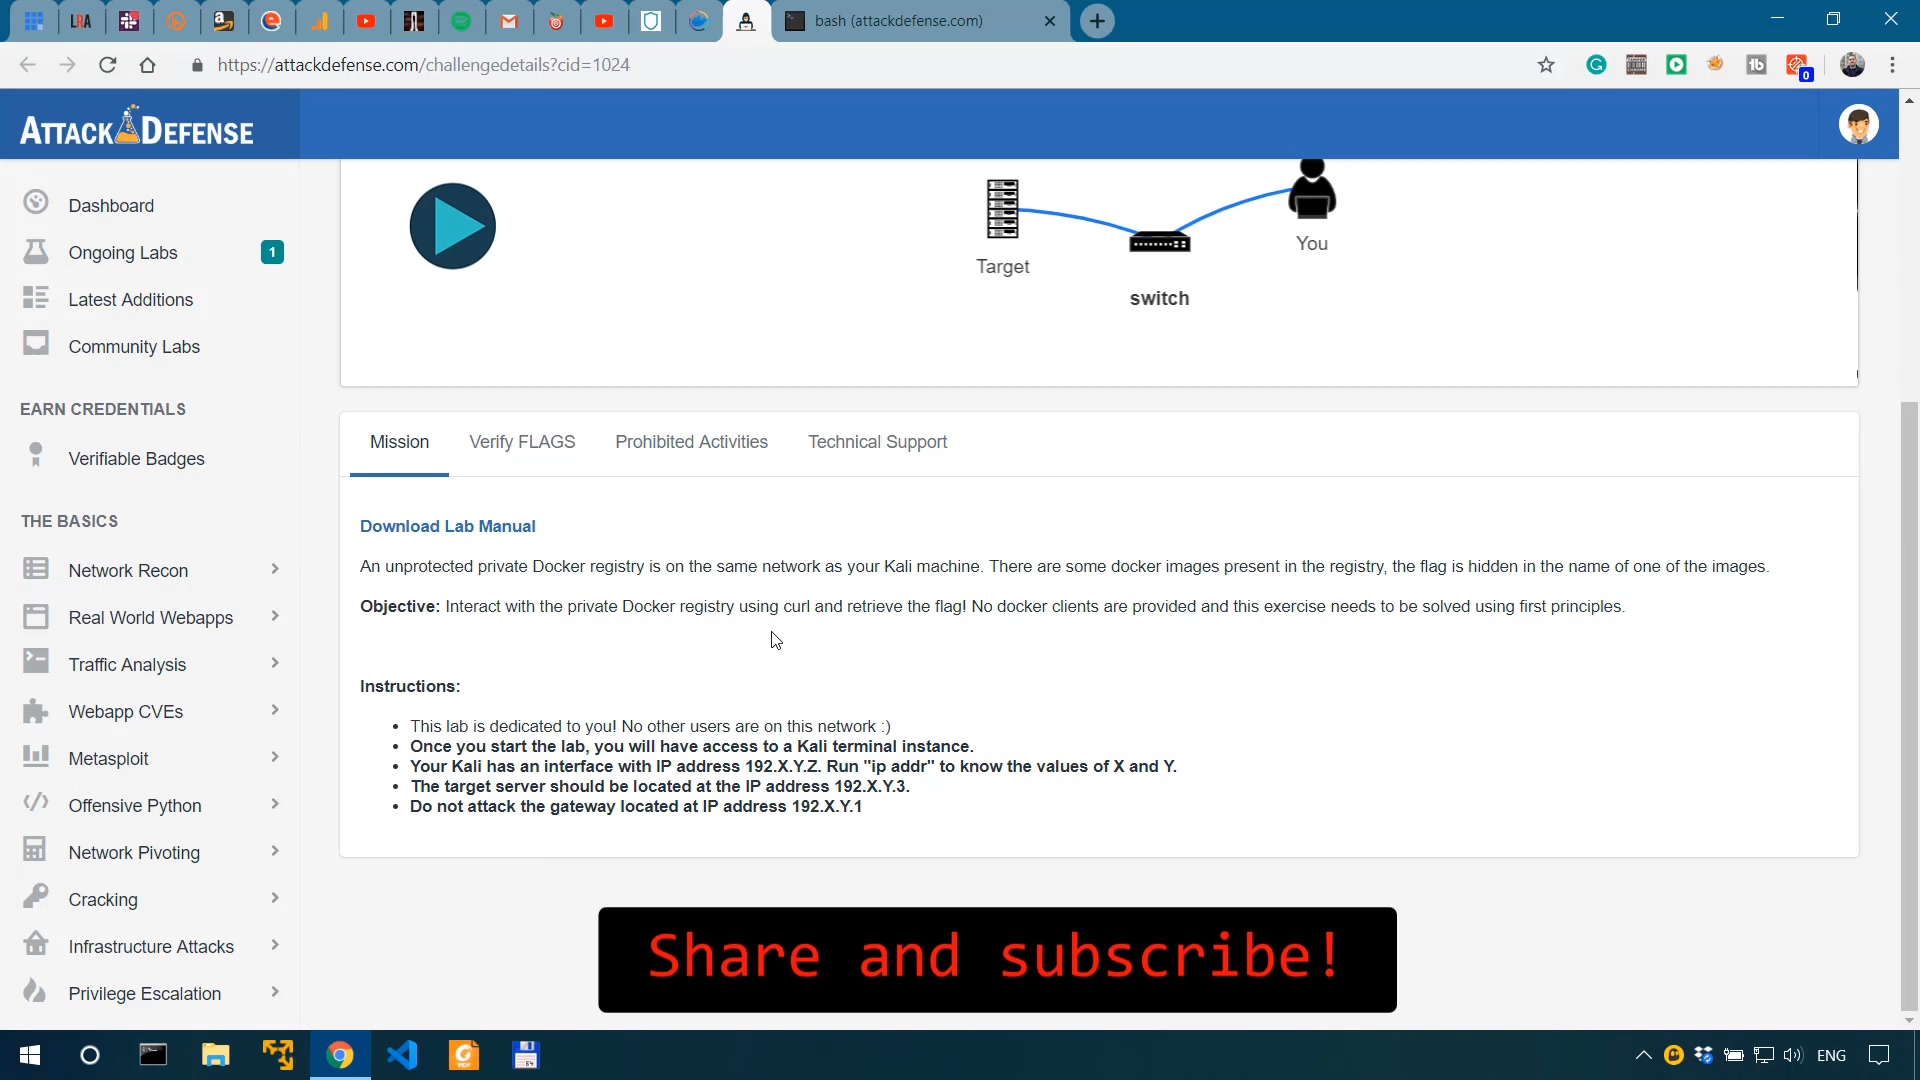 LRA
bash (attackdefense.com)
https://attackdefense.com/challengedetails?cid=1024
0
ATTACK DEFENSE
Dashboard
Ongoing Labs 1
Latest Additions
Community Labs
EARN CREDENTIALS
Verifiable Badges
THE BASICS
Network Recon
Real World Webapps
Traffic Analysis
Webapp CVEs
Metasploit
Offensive Python
Network Pivoting
Cracking
Infrastructure Attacks
Privilege Escalation
Target
switch
You
Mission Verify FLAGS Prohibited Activities Technical Support
Download Lab Manual
An unprotected private Docker registry is on the same network as your Kali machine. There are some docker images present in the registry, the flag is hidden in the name of one of the images.
Objective: Interact with the private Docker registry using curl and retrieve the flag! No docker clients are provided and this exercise needs to be solved using first principles.
Instructions:
• This lab is dedicated to you! No other users are on this network :)
• Once you start the lab, you will have access to a Kali terminal instance.
• Your Kali has an interface with IP address 192.X.Y.Z. Run "ip addr" to know the values of X and Y.
• The target server should be located at the IP address 192.X.Y.3.
• Do not attack the gateway located at IP address 192.X.Y.1
Share and subscribe!
ENG